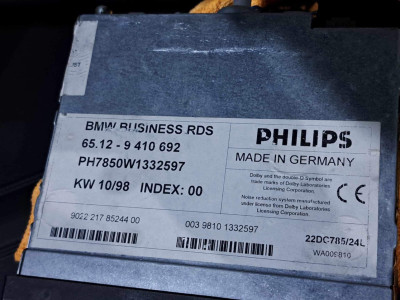 BMW BUSINESS RDS
65.12 - 9 410 692
PH7850W1332597
KW 10/98 INDEX: 00
PHILIPS
MADE IN GERMANY
Dolby and the double D Symbol are
trade marks of Dolby Laboratories
Licensing Corporation.
Noise reduction system manufactured
under license from Dolby Laboratories
Licensing Corporation.
CE
9022 217 85244 00
003 9810 1332597
22DC785/24L